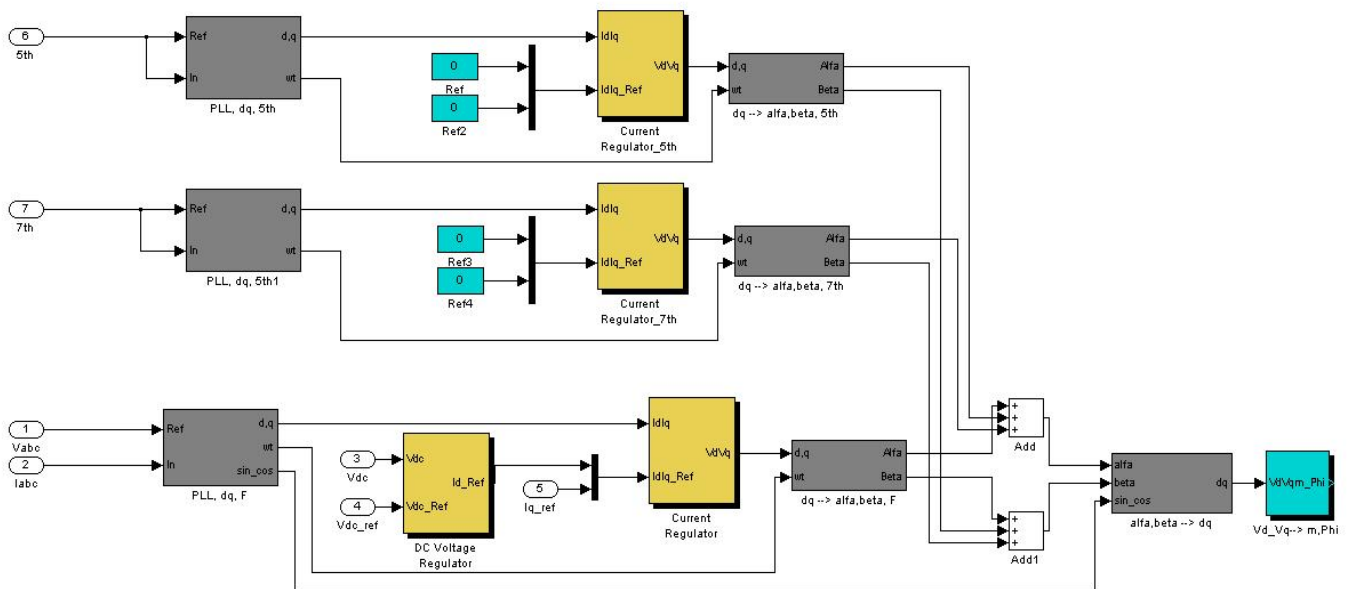 6
5th
Ref
d,q
In
wt
PLL, dq, 5th
0
Ref
0
Ref2
IdIq
VdVq
IdIq_Ref
Current
Regulator_5th
d,q
Alfa
wt
Beta
dq --> alfa,beta, 5th
7
7th
Ref
d,q
In
wt
PLL, dq, 5th1
0
Ref3
0
Ref4
IdIq
VdVq
IdIq_Ref
Current
Regulator_7th
d,q
Alfa
wt
Beta
dq --> alfa,beta, 7th
1
Vabc
2
Iabc
Ref
d,q
wt
In
sin_cos
PLL, dq, F
3
Vdc
4
Vdc_ref
Vdc
Id_Ref
Vdc_Ref
DC Voltage
Regulator
5
Iq_ref
IdIq
VdVq
IdIq_Ref
Current
Regulator
d,q
Alfa
wt
Beta
dq --> alfa,beta, F
+
+
+
Add
+
+
+
Add1
alfa
beta
dq
sin_cos
alfa,beta --> dq
VdVqm_Phi
Vd_Vq--> m,Phi